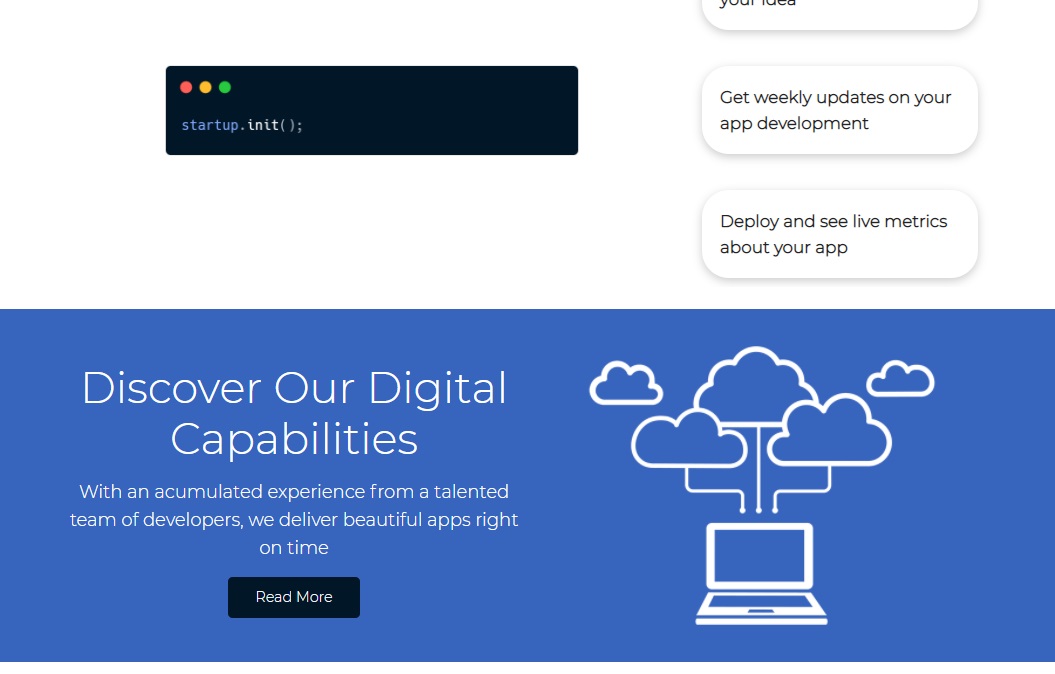 your idea
startup.init();
Get weekly updates on your
app development
Deploy and see live metrics
about your app
Discover Our Digital
Capabilities
With an acumulated experience from a talented
team of developers, we deliver beautiful apps right
on time
Read More